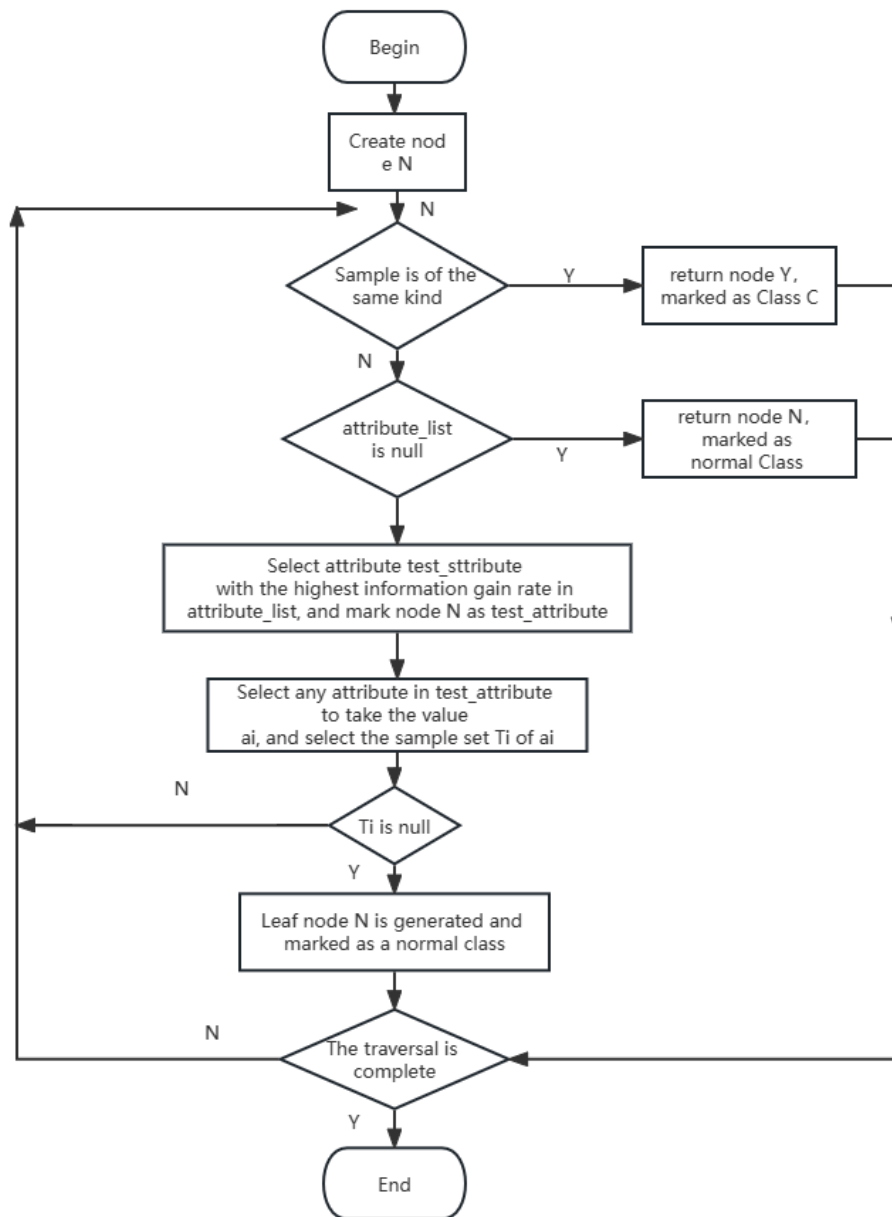 Begin
Create nod
e N
N
Sample is of the
same kind
Y
return node Y,
marked as Class C
N
attribute_list
is null
Y
return node N,
marked as
normal Class
Select attribute test_sttribute
with the highest information gain rate in
attribute_list, and mark node N as test_attribute
Select any attribute in test_attribute
to take the value
ai, and select the sample set Ti of ai
N
Ti is null
Y
Leaf node N is generated and
marked as a normal class
N
The traversal is
complete
Y
End